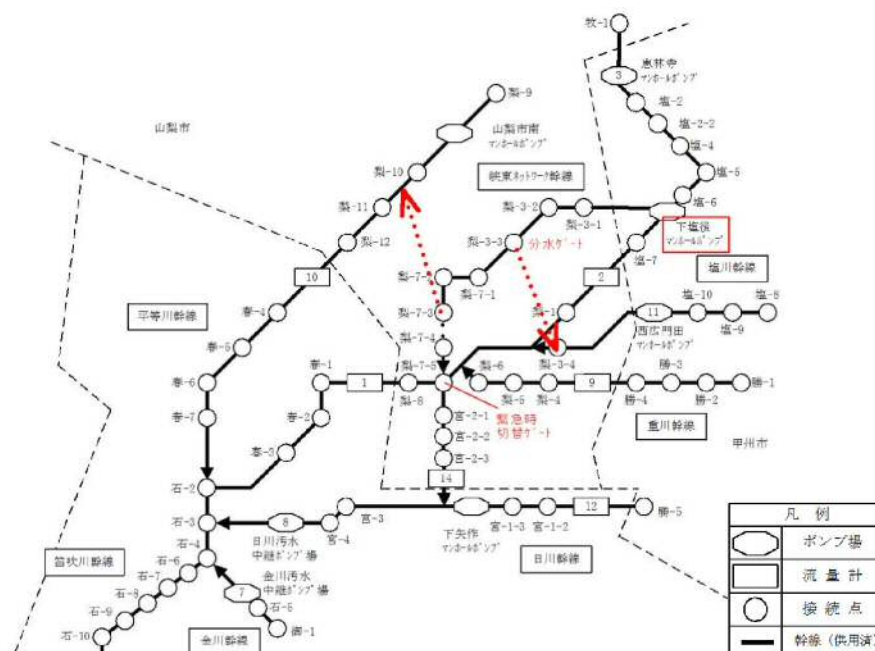 牧-1
恵林寺
マンホールポンプ
3
塩-2
塩-2-2
塩-4
塩-5
塩-6
梨-9
山梨市
山梨市南
マンホールポンプ
梨-10
峡東ネットワーク幹線
梨-11
梨-3-2
梨-3-1
下塩後
マンホールポンプ
梨-12
梨-3-3
分水ゲート
塩-7
塩川幹線
10
梨-7-2
梨-7-1
2
平等川幹線
春-4
梨-7-3
梨-1
11
塩-10
塩-8
塩-9
西広門田
マンホールポンプ
春-5
梨-7-4
梨-3-4
春-6
春-1
1
梨-7-5
梨-8
梨-6
梨-5
梨-4
9
勝-4
勝-3
勝-2
勝-1
春-7
春-2
緊急時
切替ゲート
宮-2-1
宮-2-2
宮-2-3
重川幹線
甲州市
春-3
石-2
14
石-3
8
日川汚水
中継ポンプ場
宮-4
宮-3
下矢作
マンホールポンプ
宮-1-3
宮-1-2
12
勝-5
日川幹線
笛吹川幹線
石-4
石-6
石-7
石-8
石-9
石-10
金川汚水
中継ポンプ場
7
石-5
御-1
金川幹線
凡 例
ポンプ場
流 量 計
接 続 点
幹線（供用済）